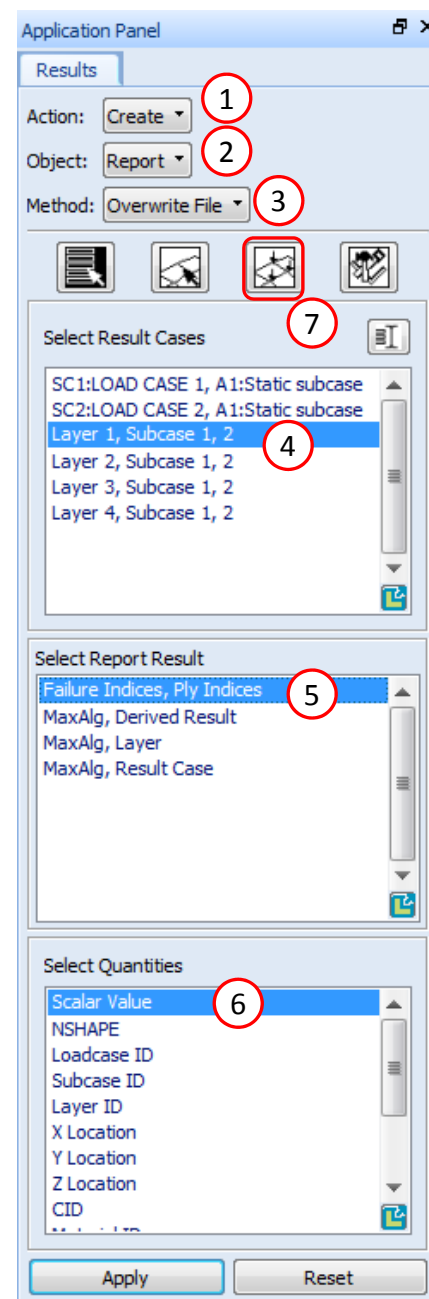 Application Panel
Results
Action: Create 1
Object: Report 2
Method: Overwrite File 3
7
Select Result Cases
SC1:LOAD CASE 1, A1:Static subcase
SC2:LOAD CASE 2, A1:Static subcase
Layer 1, Subcase 1, 2 4
Layer 2, Subcase 1, 2
Layer 3, Subcase 1, 2
Layer 4, Subcase 1, 2
Select Report Result
Failure Indices, Ply Indices 5
MaxAlg, Derived Result
MaxAlg, Layer
MaxAlg, Result Case
Select Quantities
Scalar Value 6
NSHAPE
Loadcase ID
Subcase ID
Layer ID
X Location
Y Location
Z Location
CID
Apply Reset